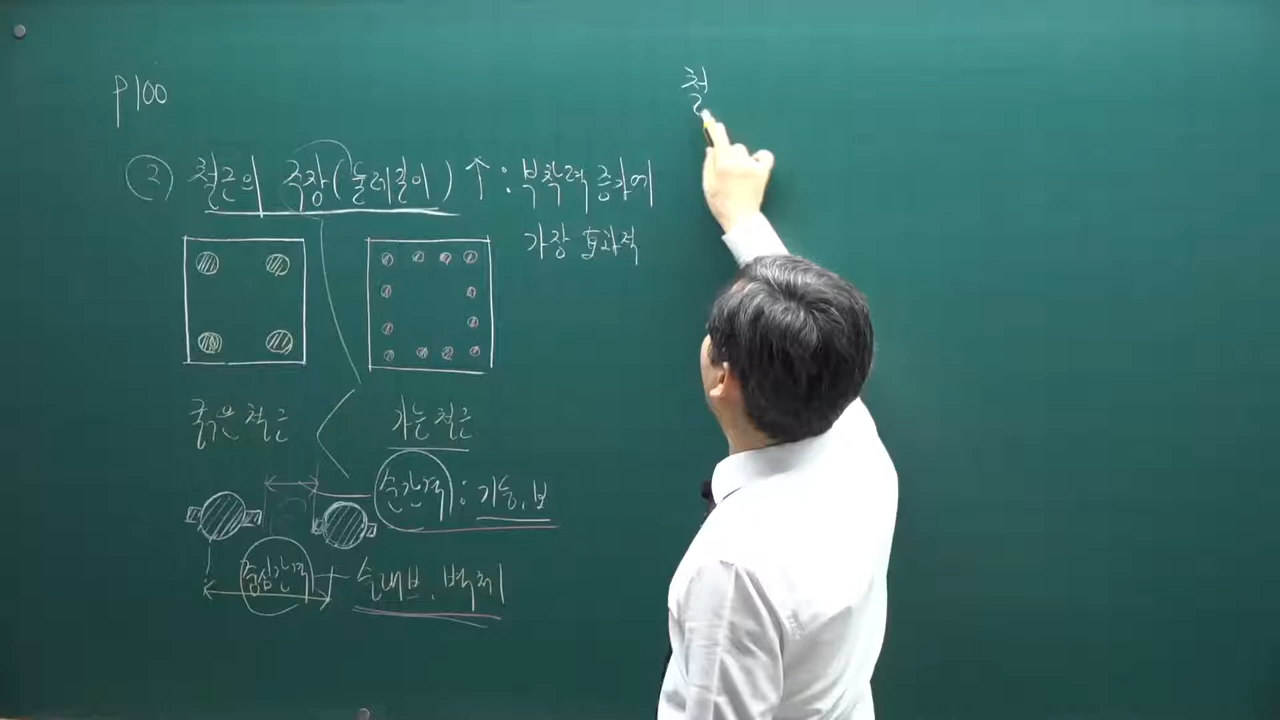 P100
② 철근의 주장(둘레길이) ↑ : 부착력 증가에
가장 효과적
굵은 철근
가는 철근
순간격 : 기둥, 보
중심간격
슬래브, 벽체
철